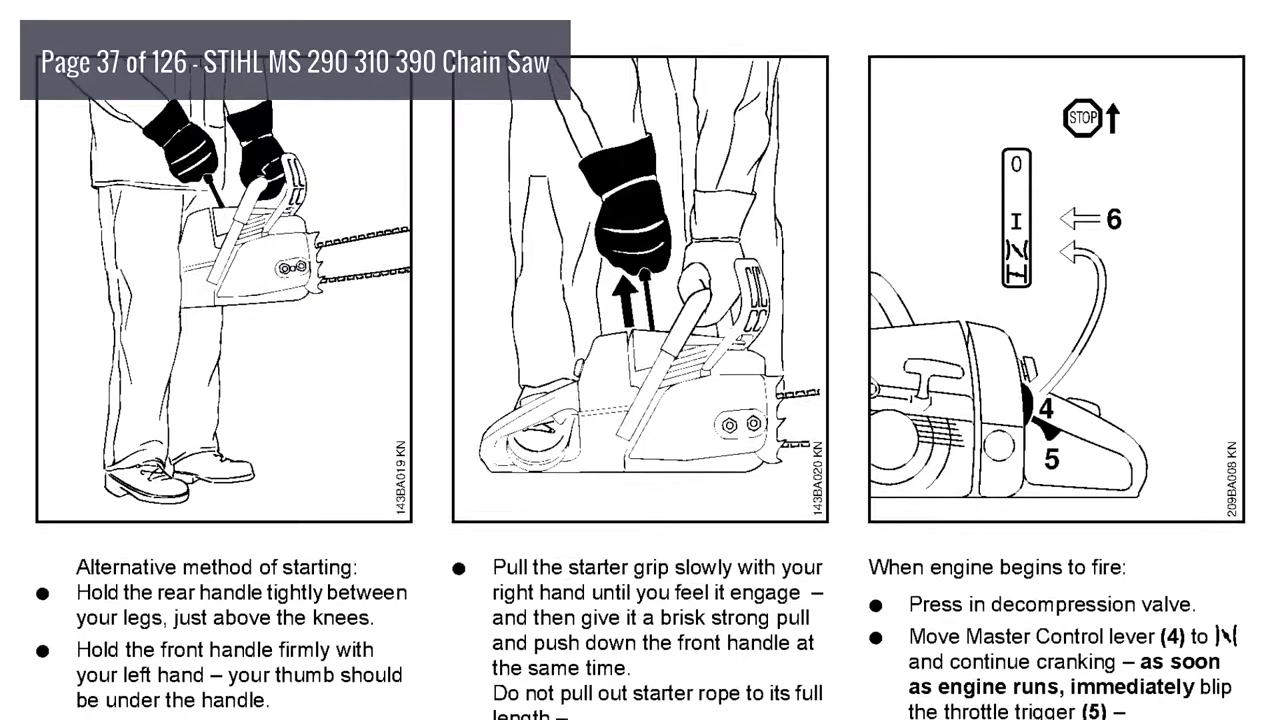 Page 37 of 126 - STIHL MS 290 310 390 Chain Saw
143BA019 KN
143BA020 KN
STOP
0
I
6
4
5
209BA008 KN
Alternative method of starting:
● Hold the rear handle tightly between
your legs, just above the knees.
● Hold the front handle firmly with
your left hand – your thumb should
be under the handle.
● Pull the starter grip slowly with your
right hand until you feel it engage –
and then give it a brisk strong pull
and push down the front handle at
the same time.
Do not pull out starter rope to its full
length –
When engine begins to fire:
● Press in decompression valve.
● Move Master Control lever (4) to
and continue cranking – as soon
as engine runs, immediately blip
the throttle trigger (5) –